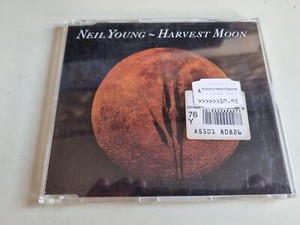 NEIL YOUNG ~ HARVEST MOON
>>>>>10.95
76
Y
A5501 80826